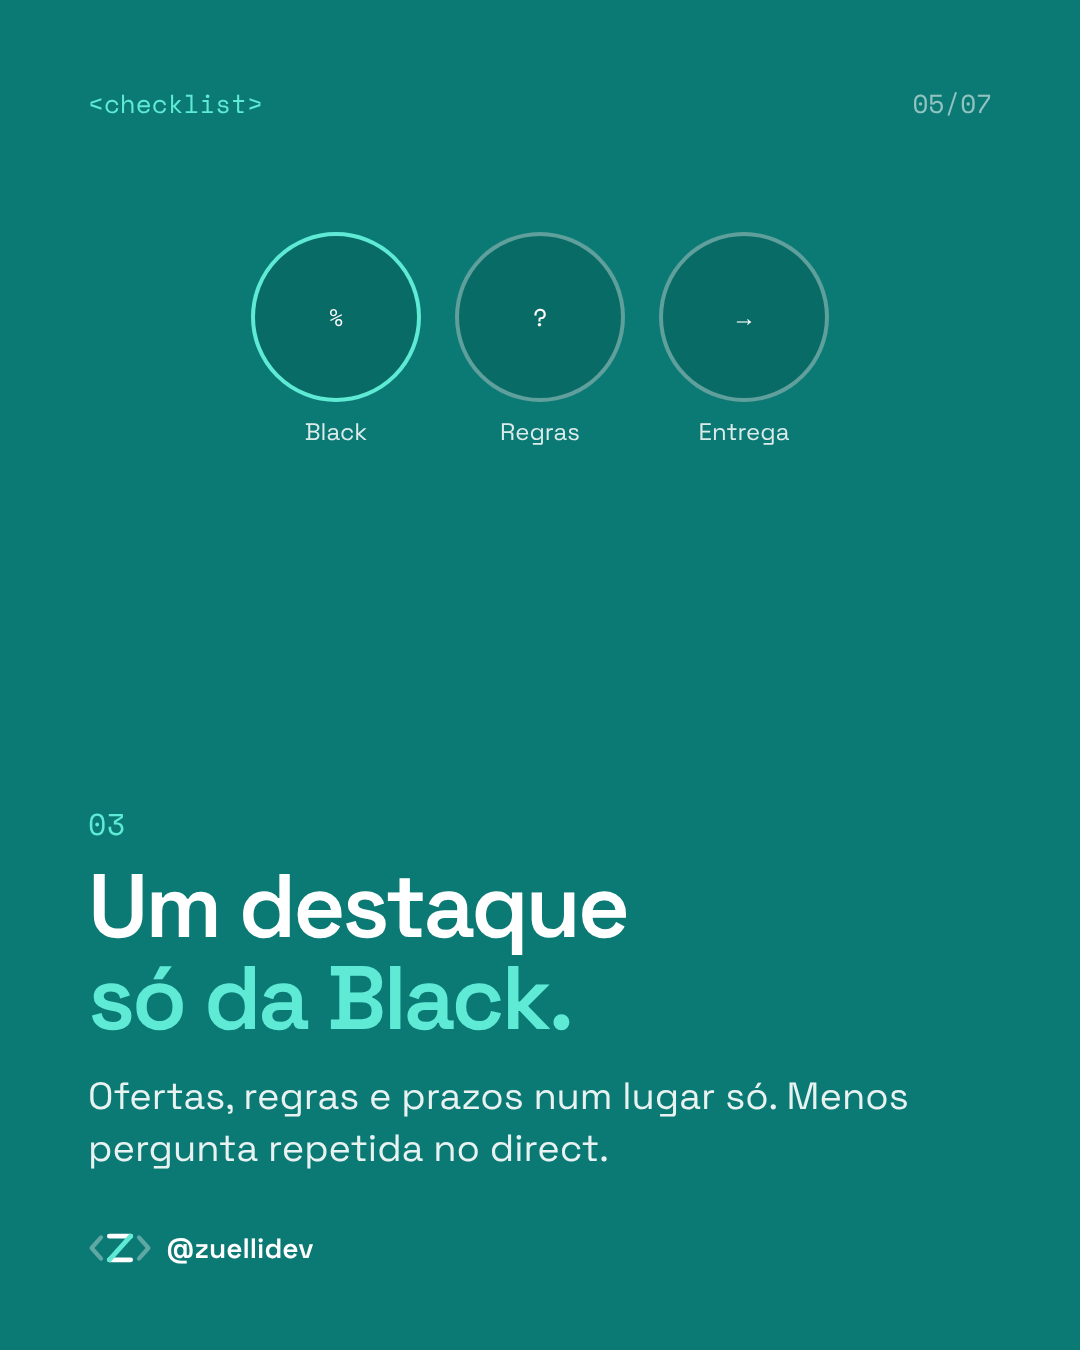 <checklist>
05/07
%
?
→
Black
Regras
Entrega
03
Um destaque
só da Black.
Ofertas, regras e prazos num lugar só. Menos
pergunta repetida no direct.
<Z> @zuellidev